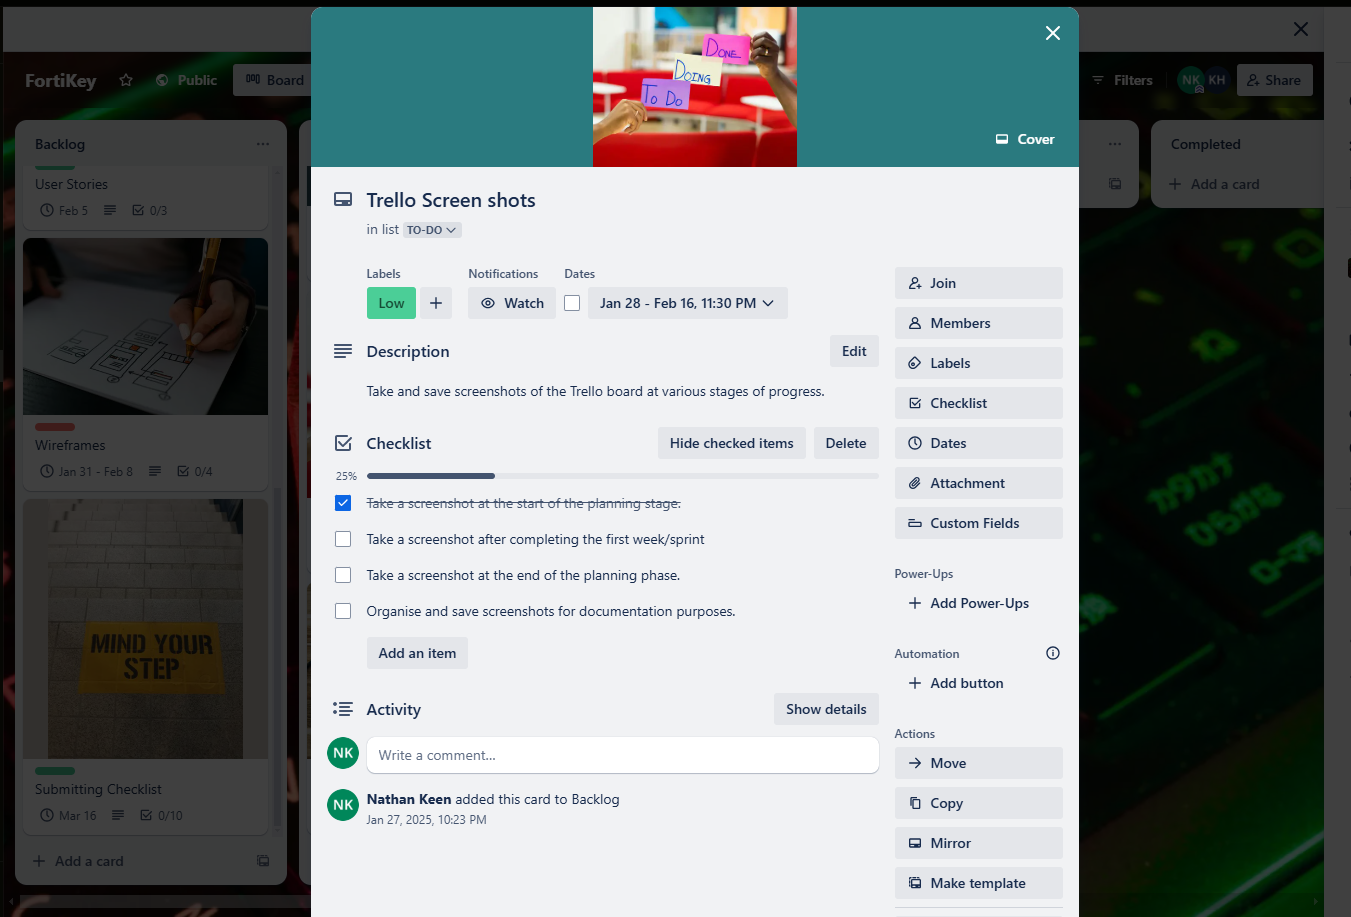 FortiKey
Public
Board
Filters
NK
KH
Share
Backlog
User Stories
Feb 5
0/3
Wireframes
Jan 31 - Feb 8
0/4
MIND YOUR
STEP
Submitting Checklist
Mar 16
0/10
Add a card
Completed
Add a card
DONE
DOING
To Do
Cover
Trello Screen shots
in list TO-DO
Labels
Notifications
Dates
Low
Watch
Jan 28 - Feb 16, 11:30 PM
Description
Edit
Take and save screenshots of the Trello board at various stages of progress.
Checklist
Hide checked items
Delete
25%
Take a screenshot at the start of the planning stage.
Take a screenshot after completing the first week/sprint
Take a screenshot at the end of the planning phase.
Organise and save screenshots for documentation purposes.
Add an item
Activity
Show details
NK
Write a comment…
NK
Nathan Keen added this card to Backlog
Jan 27, 2025, 10:23 PM
Join
Members
Labels
Checklist
Dates
Attachment
Custom Fields
Power-Ups
Add Power-Ups
Automation
Add button
Actions
Move
Copy
Mirror
Make template